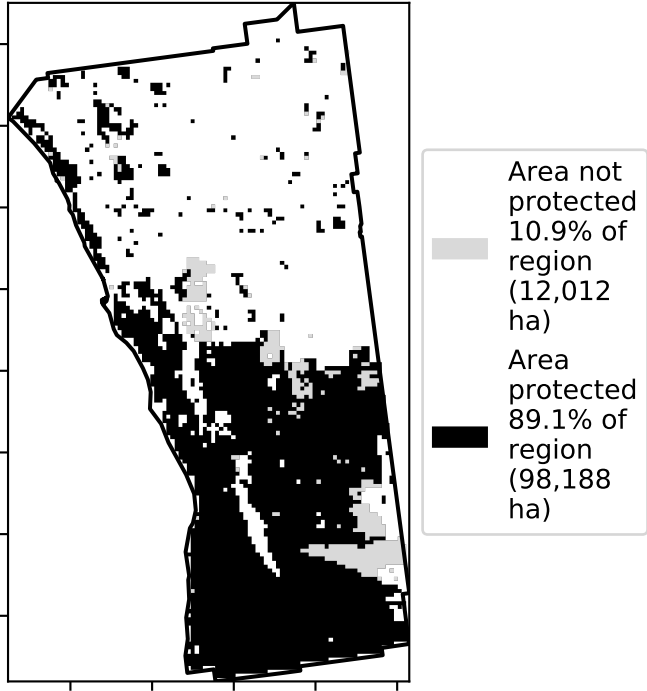 Area not
protected
10.9% of
region
(12,012
ha)
Area
protected
89.1% of
region
(98,188
ha)